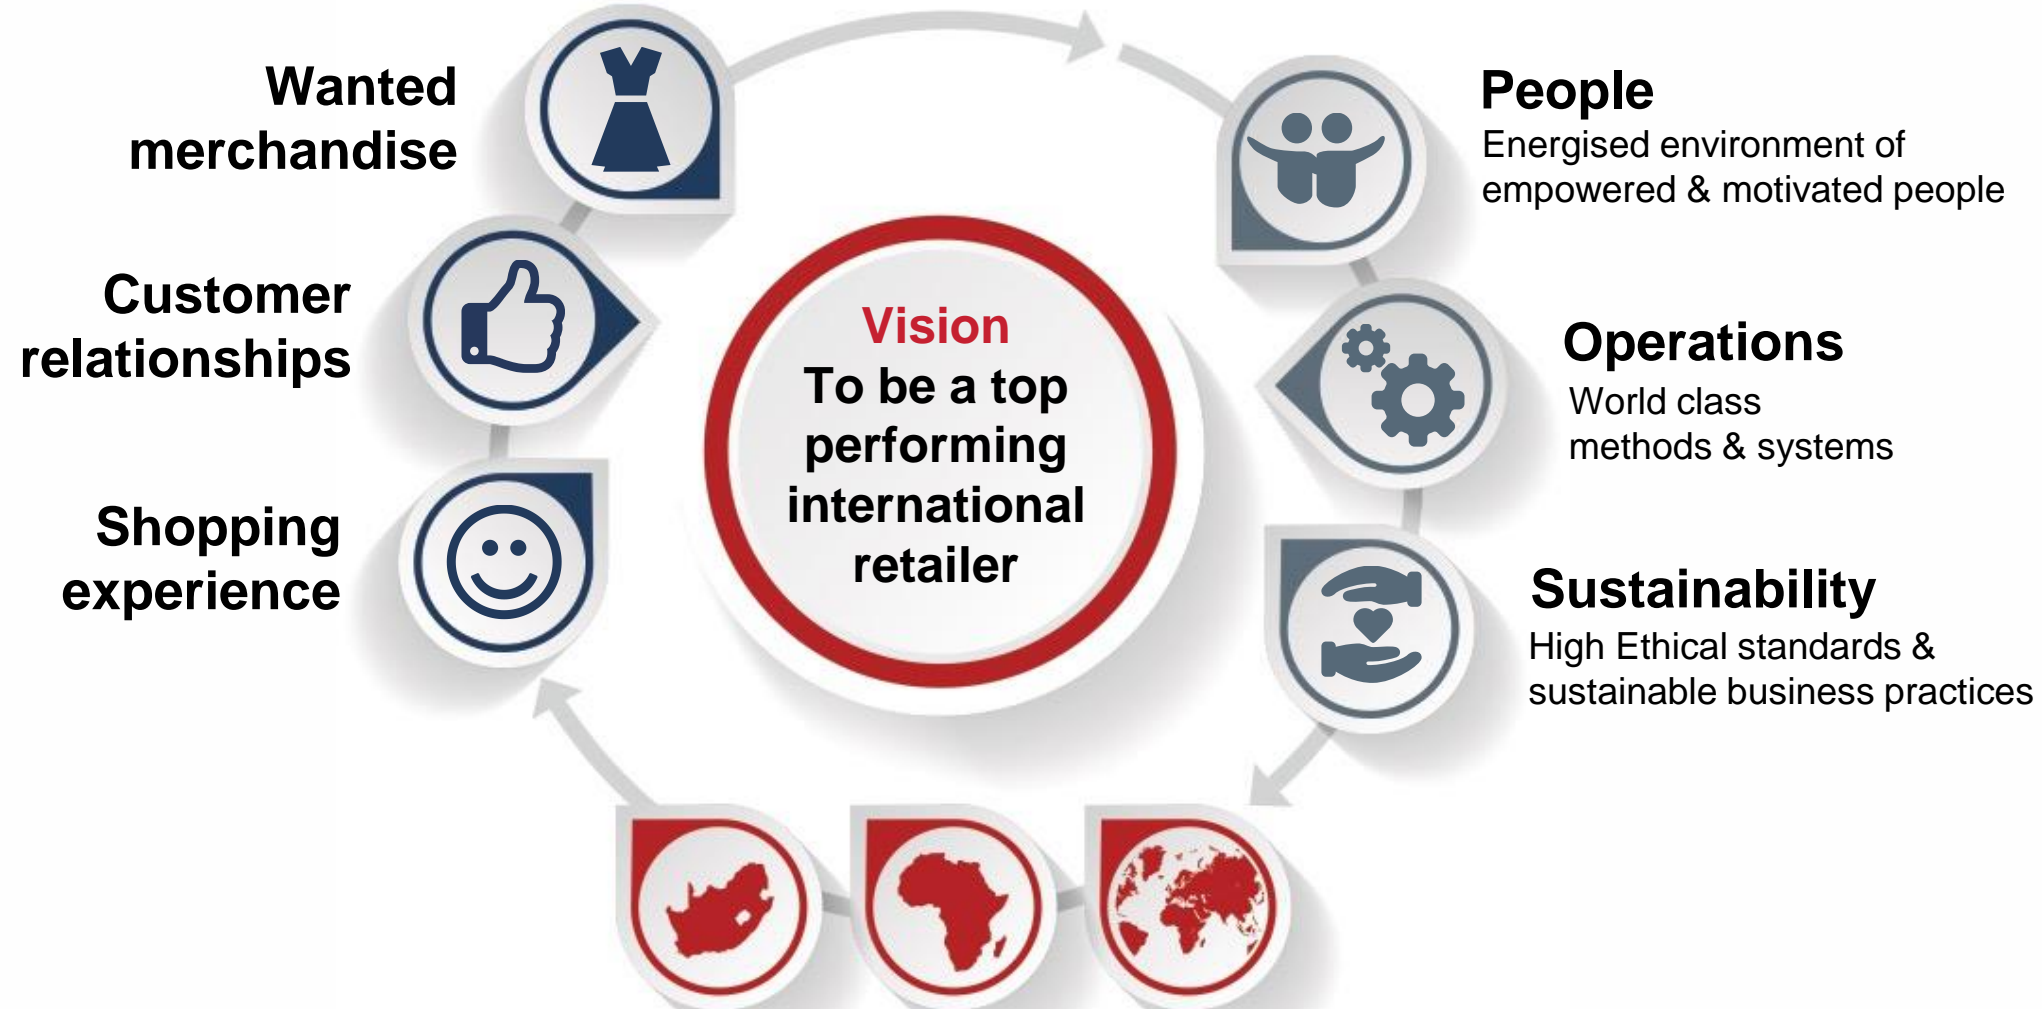 Wanted
merchandise
Customer
relationships
Shopping
experience
Vision
To be a top
performing
international
retailer
People
Energised environment of
empowered & motivated people
Operations
World class
methods & systems
Sustainability
High Ethical standards &
sustainable business practices